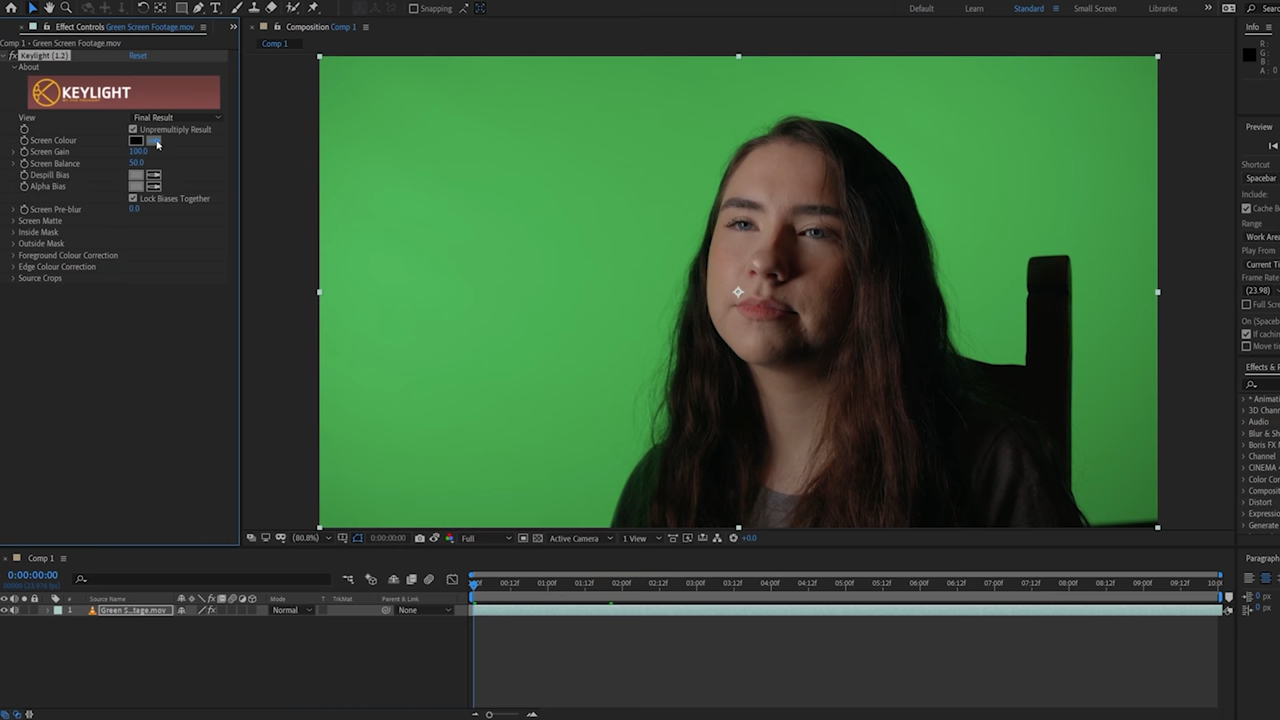 Snapping
Default
Learn
Standard
Small Screen
Libraries
Effect Controls Green Screen Footage.mov
Composition Comp 1
Info
Comp 1 • Green Screen Footage.mov
Comp 1
R :
G :
B :
A : 0
fx Keylight (1.2)
Reset
About
KEYLIGHT
View
Final Result
Unpremultiply Result
Screen Colour
Screen Gain
100.0
Screen Balance
50.0
Despill Bias
Alpha Bias
Lock Biases Together
Screen Pre-blur
0.0
Screen Matte
Inside Mask
Outside Mask
Foreground Colour Correction
Edge Colour Correction
Source Crops
Preview
Shortcut
Spacebar
Include:
Cache B
Range
Work Area
Play From
Current Ti
Frame Rate
(23.98)
Full Scre
On (Spaceb
If cachin
Move tim
Effects & P
* Animati
3D Chann
Audio
Blur & Sh
Boris FX M
Channel
CINEMA 4
Color Cor
Composit
Distort
Expressio
Generate
(80.8%)
0:00:00:00
Full
Active Camera
1 View
+0.0
Comp 1
Paragraph
0:00:00:00
Source Name
Mode
T
TrkMat
Parent & Link
1
Green S...tage.mov
Normal
None
00:12f
01:00f
01:12f
02:00f
02:12f
03:00f
03:12f
04:00f
04:12f
05:00f
05:12f
06:00f
06:12f
07:00f
07:12f
08:00f
08:12f
09:00f
09:12f
10:0
0 px
0 px